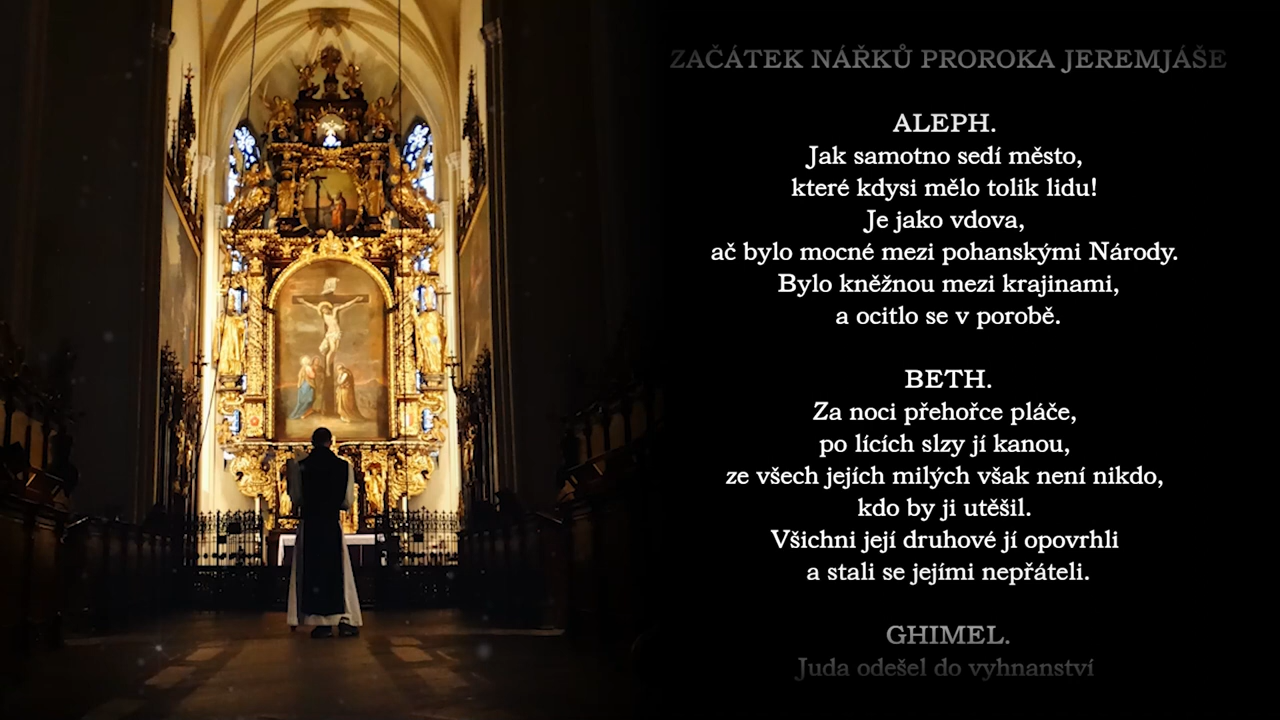 ZAČÁTEK NÁŘKŮ PROROKA JEREMJÁŠE
ALEPH.
Jak samotno sedí město,
které kdysi mělo tolik lidu!
Je jako vdova,
ač bylo mocné mezi pohanskými Národy.
Bylo kněžnou mezi krajinami,
a ocitlo se v porobě.
BETH.
Za noci přehořce pláče,
po lících slzy jí kanou,
ze všech jejích milých však není nikdo,
kdo by ji utěšil.
Všichni její druhové jí opovrhli
a stali se jejími nepřáteli.
GHIMEL.
Juda odešel do vyhnanství